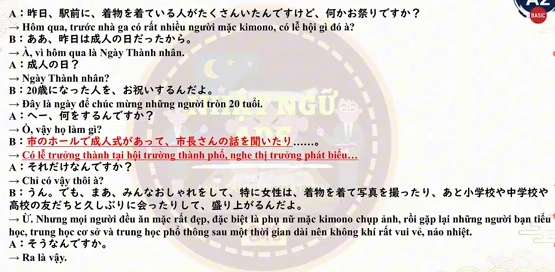 A2
BASIC
A：昨日、駅前に、着物を着ている人がたくさんいたんですけど、何かお祭りですか？
→ Hôm qua, trước nhà ga có rất nhiều người mặc kimono, có lễ hội gì đó à?
B：ああ、昨日は成人の日だったから。
→ À, vì hôm qua là Ngày Thành nhân.
A：成人の日？
→ Ngày Thành nhân?
B：20歳になった人を、お祝いするんだよ。
→ Đây là ngày để chúc mừng những người tròn 20 tuổi.
A：へー、何をするんですか？
→ Ồ, vậy họ làm gì?
B：市のホールで成人式があって、市長さんの話を聞いたり……。
→ Có lễ trưởng thành tại hội trường thành phố, nghe thị trưởng phát biểu…
A：それだけなんですか？
→ Chỉ có vậy thôi à?
B：うん。でも、まあ、みんなおしゃれをして、特に女性は、着物を着て写真を撮ったり、あと小学校や中学校や
高校の友だちと久しぶりに会ったりして、盛り上がるんだよ。
→ Ừ. Nhưng mọi người đều ăn mặc rất đẹp, đặc biệt là phụ nữ mặc kimono chụp ảnh, rồi gặp lại những người bạn tiểu
học, trung học cơ sở và trung học phổ thông sau một thời gian dài nên không khí rất vui vẻ, náo nhiệt.
A：そうなんですか。
→ Ra là vậy.